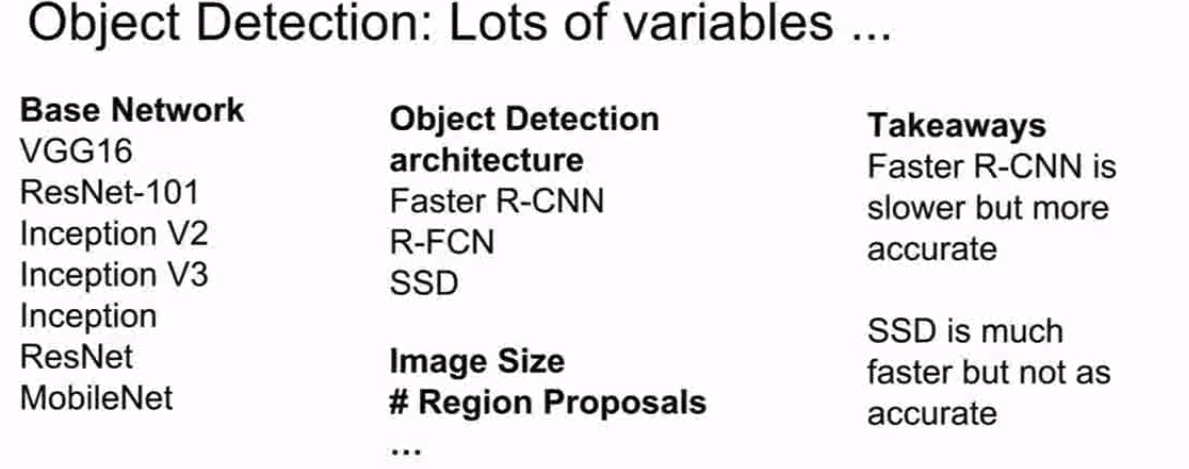 Object Detection: Lots of variables ...
Base Network
VGG16
ResNet-101
Inception V2
Inception V3
Inception
ResNet
MobileNet
Object Detection
architecture
Faster R-CNN
R-FCN
SSD
Image Size
# Region Proposals
...
Takeaways
Faster R-CNN is
slower but more
accurate
SSD is much
faster but not as
accurate